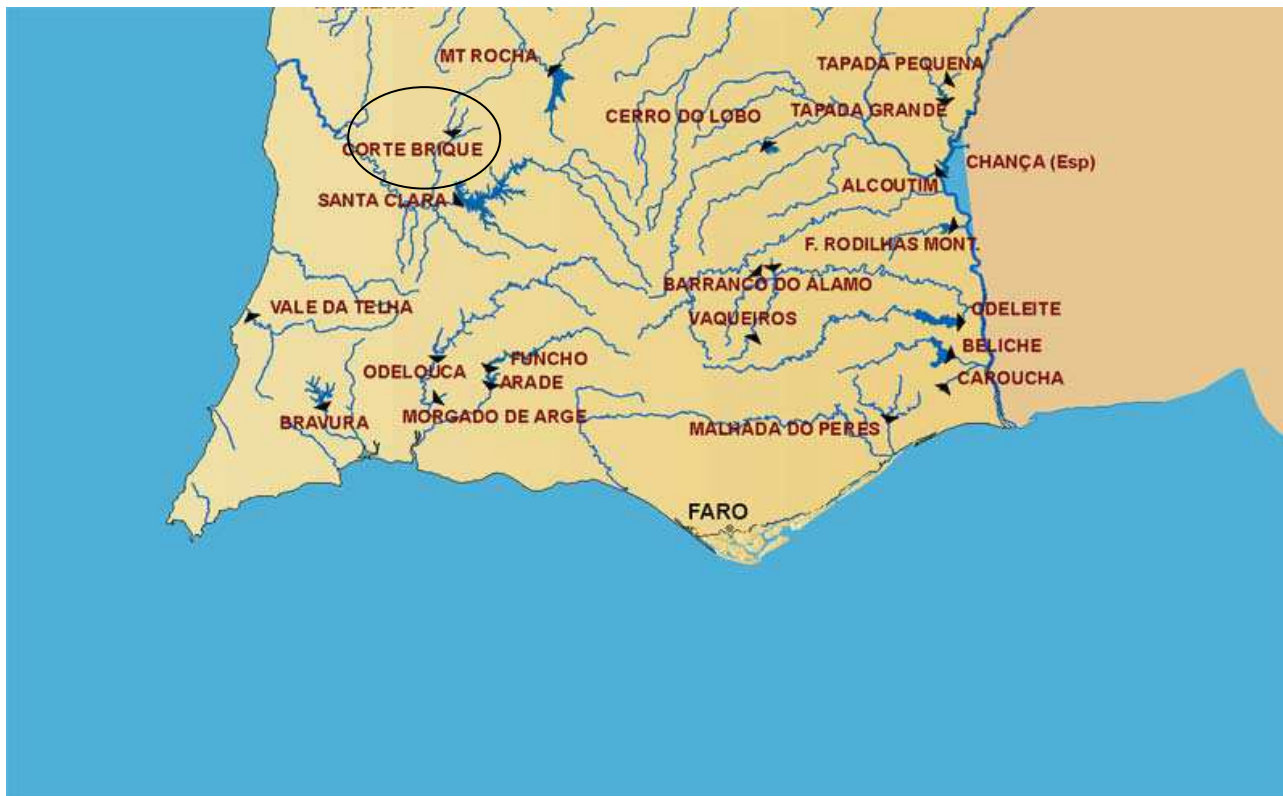 MT ROCHA
TAPADA PEQUENA
CERRO DO LOBO
TAPADA GRANDE
CORTE BRIQUE
CHANÇA (Esp)
ALCOUTIM
SANTA CLARA
F. RODILHAS MONT.
BARRANCO DO ÁLAMO
VALE DA TELHA
ODELEITE
VAQUEIROS
BELICHE
FUNCHO
ODELOUCA
ARADE
CAROUCHA
MORGADO DE ARGE
BRAVURA
MALHADA DO PERES
FARO